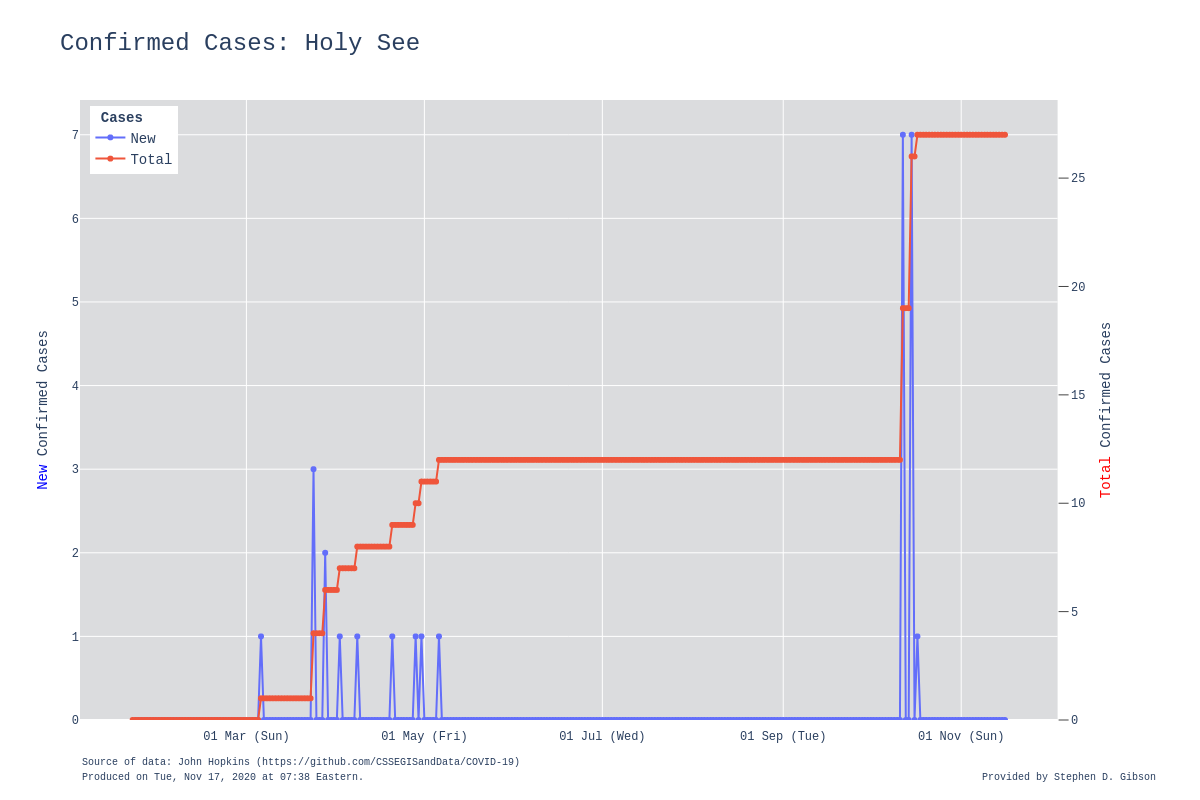 Confirmed Cases: Holy See
Cases
New
Total
7
6
5
4
3
2
1
0
25
20
15
10
5
0
New Confirmed Cases
Total Confirmed Cases
01 Mar (Sun)
01 May (Fri)
01 Jul (Wed)
01 Sep (Tue)
01 Nov (Sun)
Source of data: John Hopkins (https://github.com/CSSEGISandData/COVID-19)
Produced on Tue, Nov 17, 2020 at 07:38 Eastern.
Provided by Stephen D. Gibson